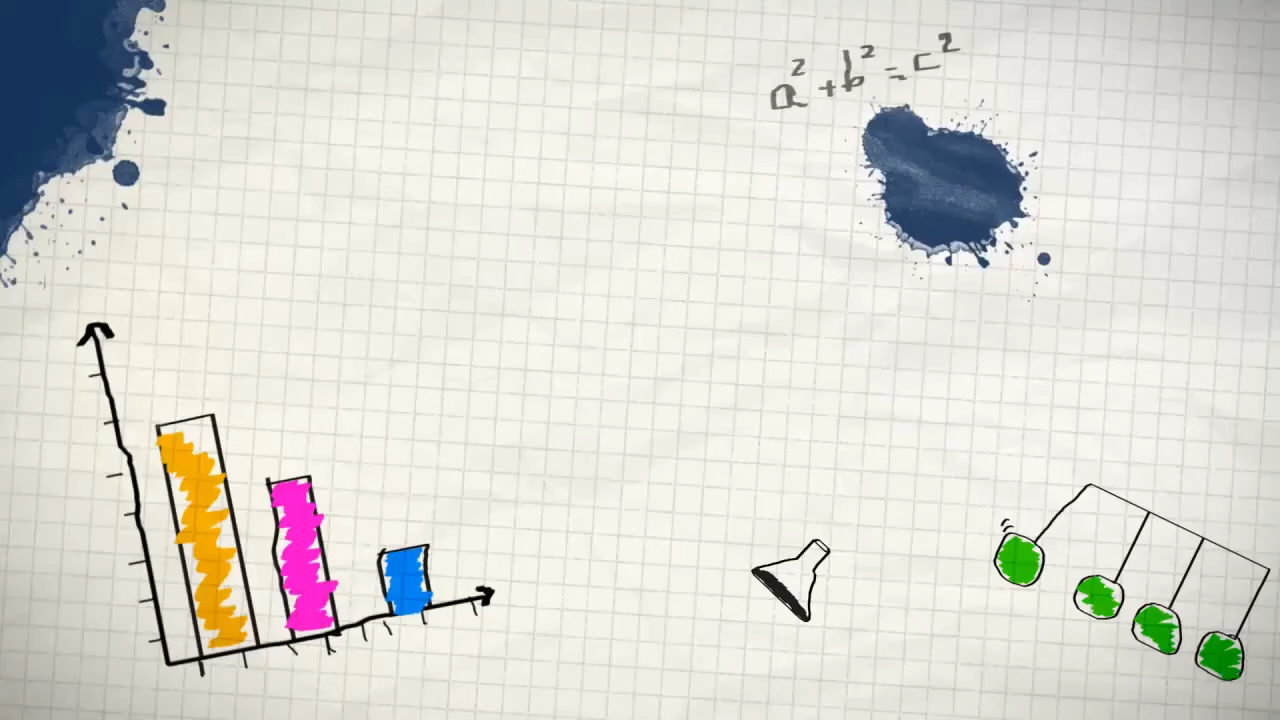 a² + b² = c²